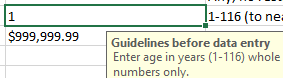 1
1-116 (to ne
$999,999.99
Guidelines before data entry
Enter age in years (1-116) whole
numbers only.